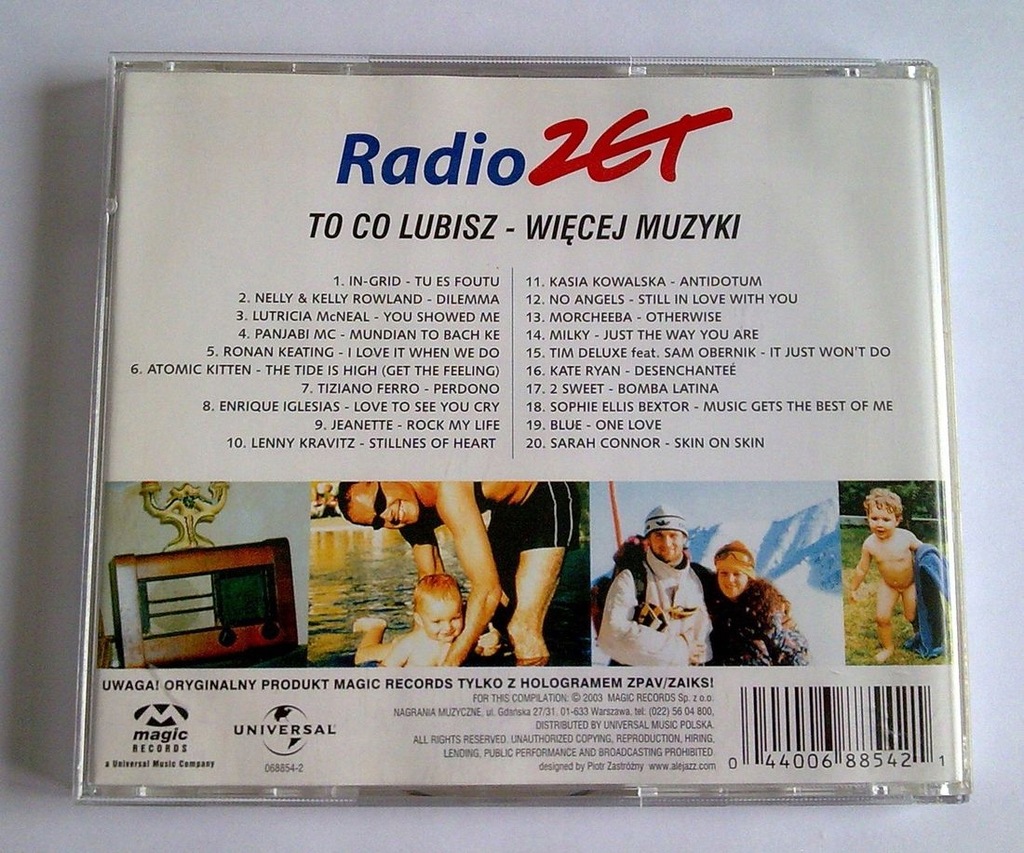 Radio ZET
TO CO LUBISZ - WIĘCEJ MUZYKI
1. IN-GRID - TU ES FOUTU
2. NELLY & KELLY ROWLAND - DILEMMA
3. LUTRICIA McNEAL - YOU SHOWED ME
4. PANJABI MC - MUNDIAN TO BACH KE
5. RONAN KEATING - I LOVE IT WHEN WE DO
6. ATOMIC KITTEN - THE TIDE IS HIGH (GET THE FEELING)
7. TIZIANO FERRO - PERDONO
8. ENRIQUE IGLESIAS - LOVE TO SEE YOU CRY
9. JEANETTE - ROCK MY LIFE
10. LENNY KRAVITZ - STILLNES OF HEART
11. KASIA KOWALSKA - ANTIDOTUM
12. NO ANGELS - STILL IN LOVE WITH YOU
13. MORCHEEBA - OTHERWISE
14. MILKY - JUST THE WAY YOU ARE
15. TIM DELUXE feat. SAM OBERNIK - IT JUST WON'T DO
16. KATE RYAN - DESENCHANTEÉ
17. 2 SWEET - BOMBA LATINA
18. SOPHIE ELLIS BEXTOR - MUSIC GETS THE BEST OF ME
19. BLUE - ONE LOVE
20. SARAH CONNOR - SKIN ON SKIN
UWAGA! ORYGINALNY PRODUKT MAGIC RECORDS TYLKO Z HOLOGRAMEM ZPAV/ZAIKS!
magic
RECORDS
a Universal Music Company
UNIVERSAL
068854-2
FOR THIS COMPILATION: © 2003 MAGIC RECORDS Sp. z o.o.
NAGRANIA MUZYCZNE, ul. Gdańska 27/31, 01-633 Warszawa, tel: (022) 56 04 800,
DISTRIBUTED BY UNIVERSAL MUSIC POLSKA.
ALL RIGHTS RESERVED. UNAUTHORIZED COPYING, REPRODUCTION, HIRING,
LENDING, PUBLIC PERFORMANCE AND BROADCASTING PROHIBITED.
designed by Piotr Zastróżny www.alejazz.com
0 44006 88542 1